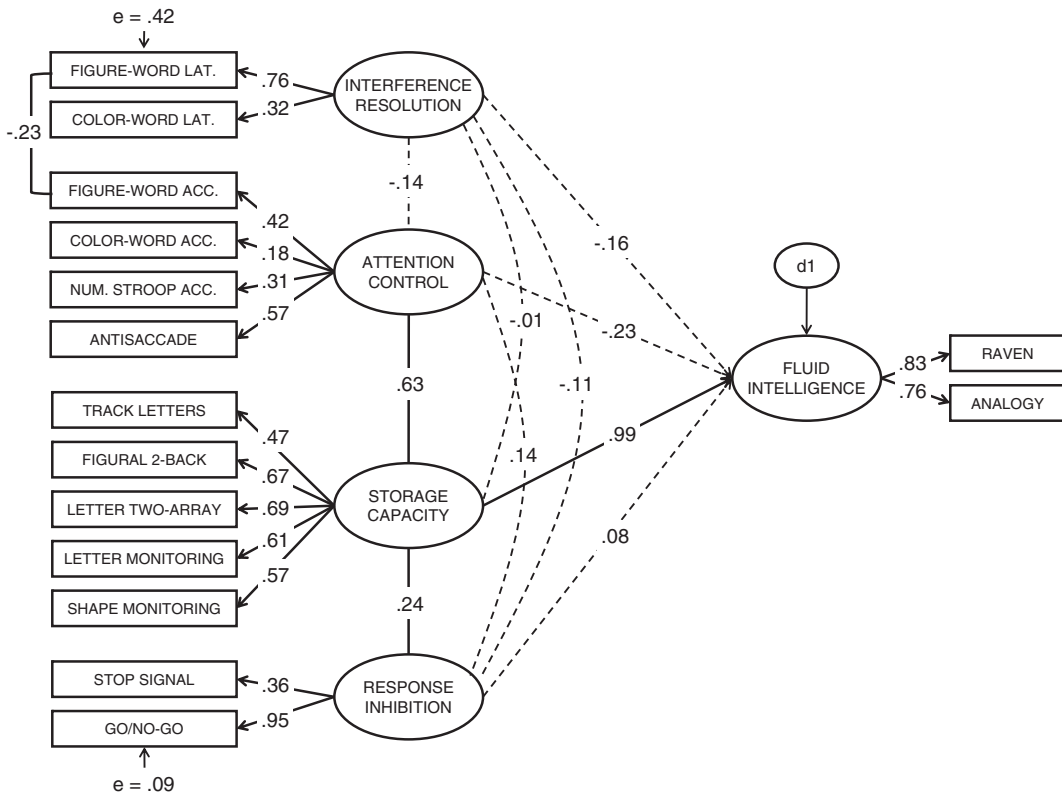 e = .42
FIGURE-WORD LAT.
COLOR-WORD LAT.
-.23
FIGURE-WORD ACC.
COLOR-WORD ACC.
NUM. STROOP ACC.
ANTISACCADE
TRACK LETTERS
FIGURAL 2-BACK
LETTER TWO-ARRAY
LETTER MONITORING
SHAPE MONITORING
STOP SIGNAL
GO/NO-GO
e = .09
.76
.32
.42
.18
.31
.57
.47
.67
.69
.61
.57
.36
.95
INTERFERENCE
RESOLUTION
-.14
ATTENTION
CONTROL
.63
STORAGE
CAPACITY
.24
RESPONSE
INHIBITION
-.16
-.23
-.01
-.11
.14
.99
.08
d1
FLUID
INTELLIGENCE
.83
.76
RAVEN
ANALOGY